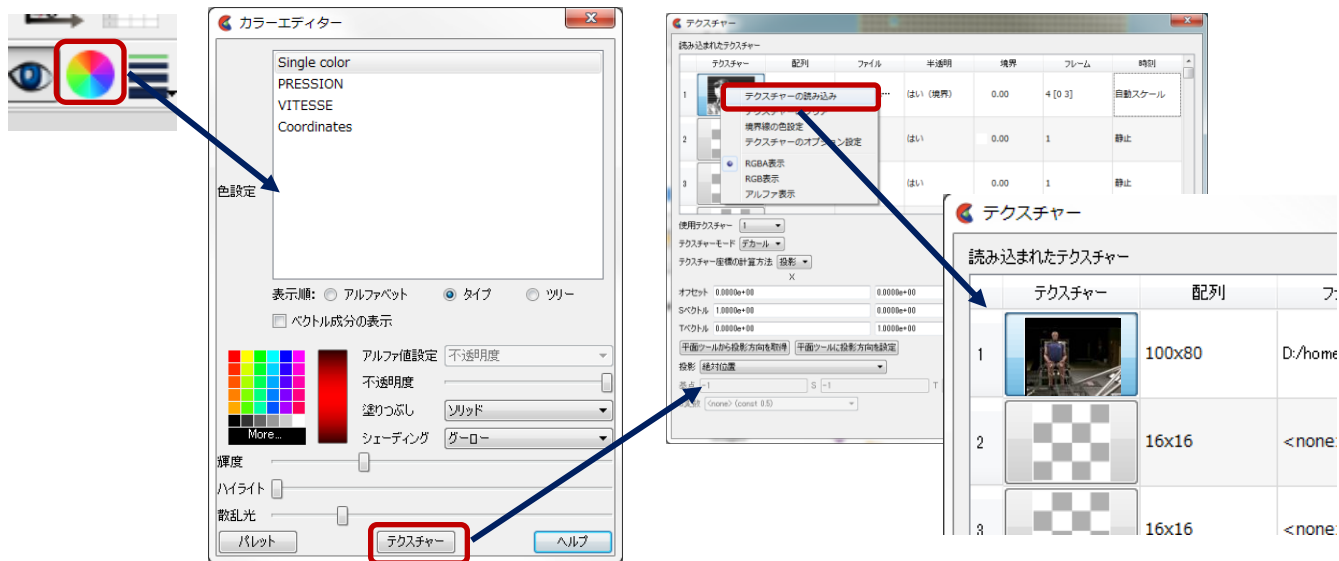 カラーエディター
Single color
PRESSION
VITESSE
Coordinates
色設定
表示順: アルファベット タイプ ツリー
ベクトル成分の表示
アルファ値設定 不透明度
不透明度
塗りつぶし ソリッド
More...
シェーディング グーロー
輝度
ハイライト
散乱光
パレット テクスチャー ヘルプ
テクスチャー
読み込まれたテクスチャー
テクスチャー 配列 ファイル 半透明 境界 フレーム 時刻
1 ... はい（境界） 0.00 4 [0 3] 自動スケール
テクスチャーの読み込み
境界線の色設定
テクスチャーのオプション設定
2 はい 0.00 1 静止
RGBA表示
RGB表示
アルファ表示
3 はい 0.00 1 静止
使用テクスチャー 1
テクスチャーモード デカール
テクスチャー座標の計算方法 投影
X
オフセット 0.0000e+00 0.0000e+00
Sベクトル 1.0000e+00 0.0000e+00
Tベクトル 0.0000e+00 1.0000e+00
平面ツールから投影方向を取得 平面ツールに投影方向を設定
投影 絶対位置
基点 -1 S -1 T
<none> (const 0.5)
テクスチャー
読み込まれたテクスチャー
テクスチャー 配列
1 100x80 D:/home
2 16x16 <none
3 16x16 <none